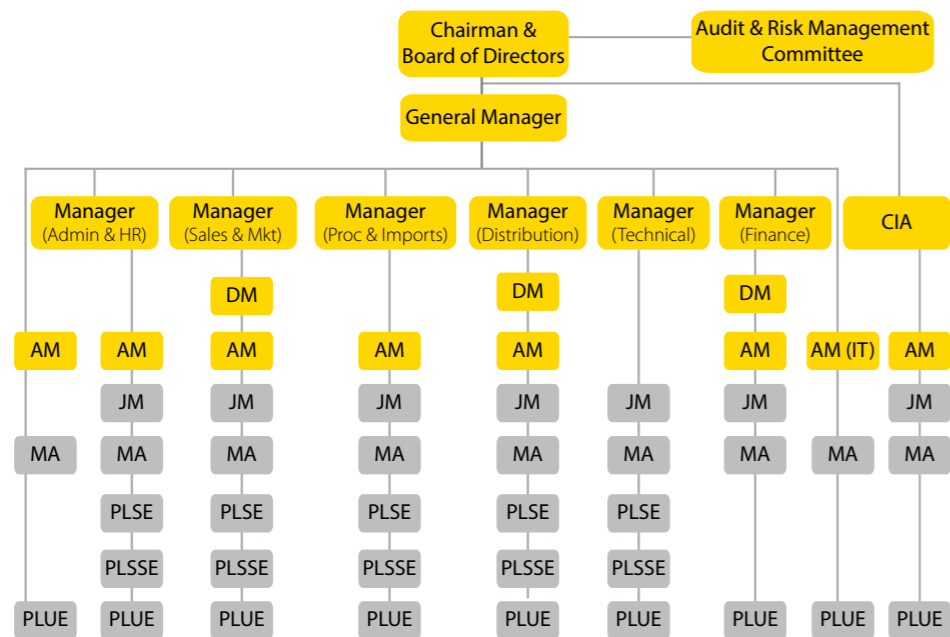 Chairman &
Board of Directors
Audit & Risk Management
Committee
General Manager
Manager
(Admin & HR)
Manager
(Sales & Mkt)
Manager
(Proc & Imports)
Manager
(Distribution)
Manager
(Technical)
Manager
(Finance)
CIA
DM
DM
DM
AM
AM
AM
AM
AM
AM
AM (IT)
AM
JM
JM
JM
JM
JM
JM
JM
MA
MA
MA
MA
MA
MA
MA
MA
MA
PLSE
PLSE
PLSE
PLSE
PLSE
PLSSE
PLSSE
PLSSE
PLSSE
PLSSE
PLUE
PLUE
PLUE
PLUE
PLUE
PLUE
PLUE
PLUE
PLUE